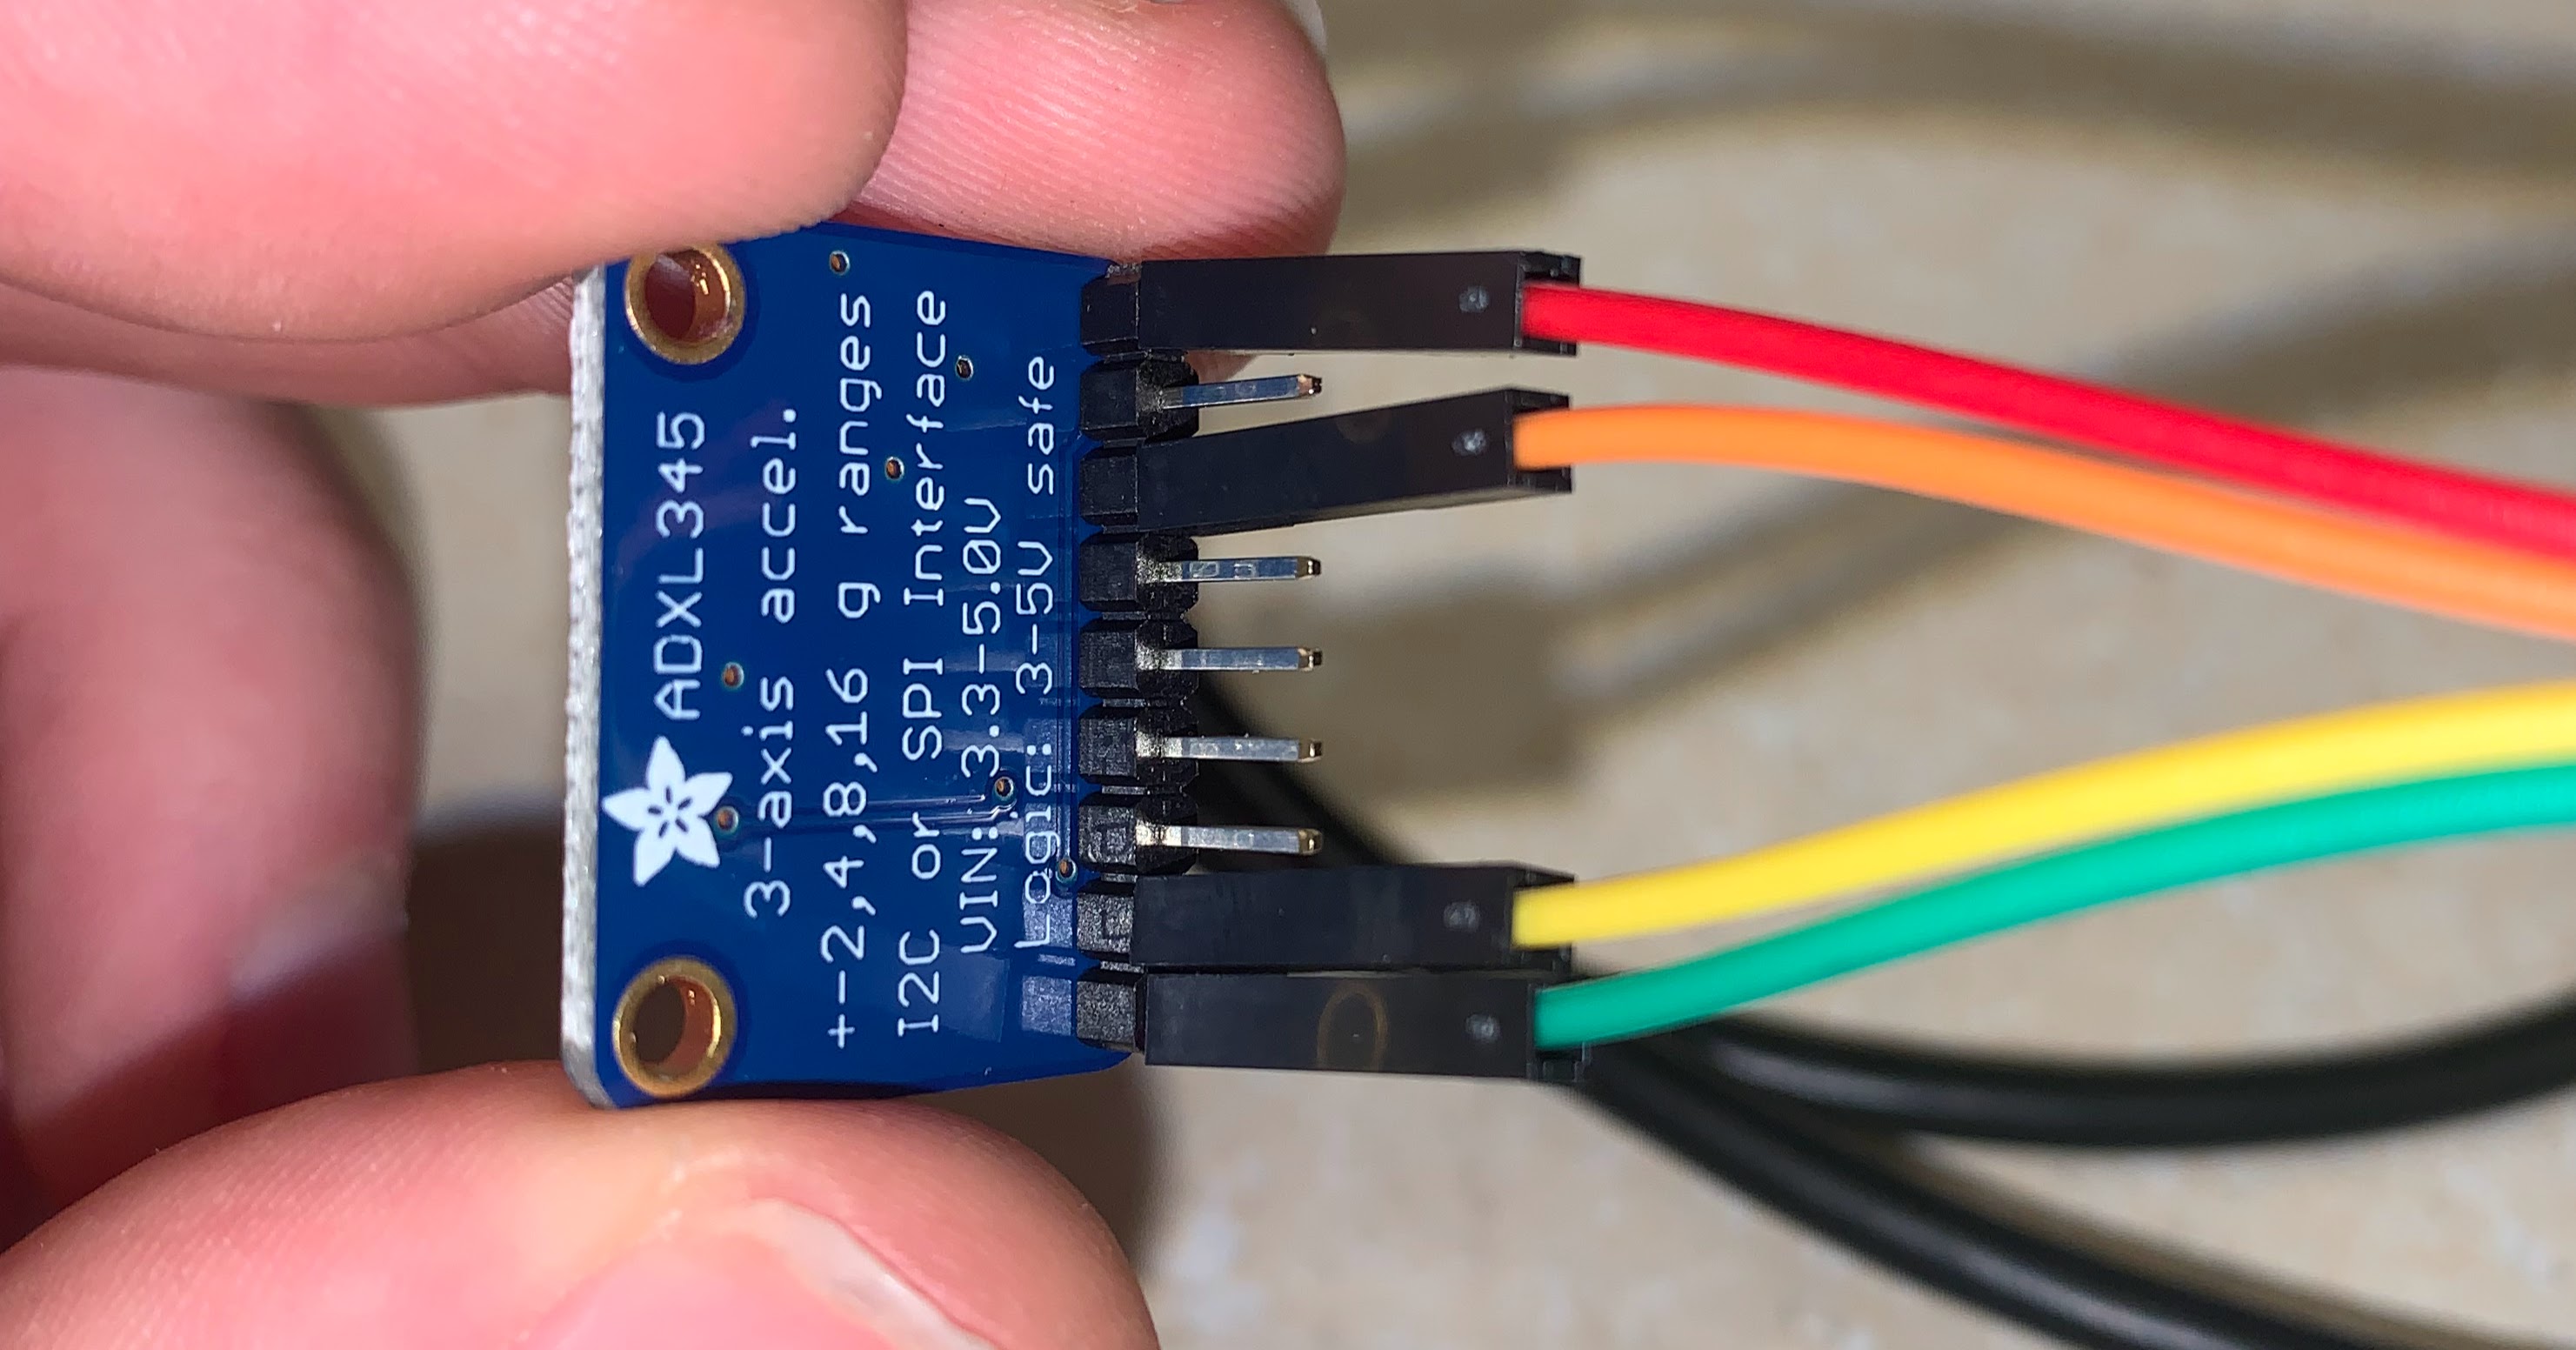 ADXL345
3-axis accel.
+-2,4,8,16 g ranges
I2C or SPI Interface
VIN: 3.3-5.0V
Logic: 3-5V safe